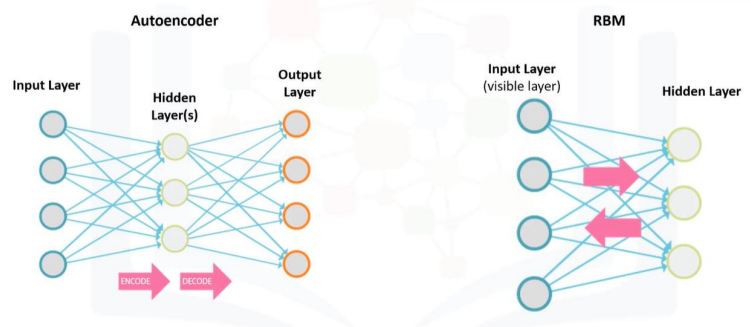 Autoencoder
Input Layer
Hidden
Layer(s)
Output
Layer
ENCODE
DECODE
RBM
Input Layer
(visible layer)
Hidden Layer